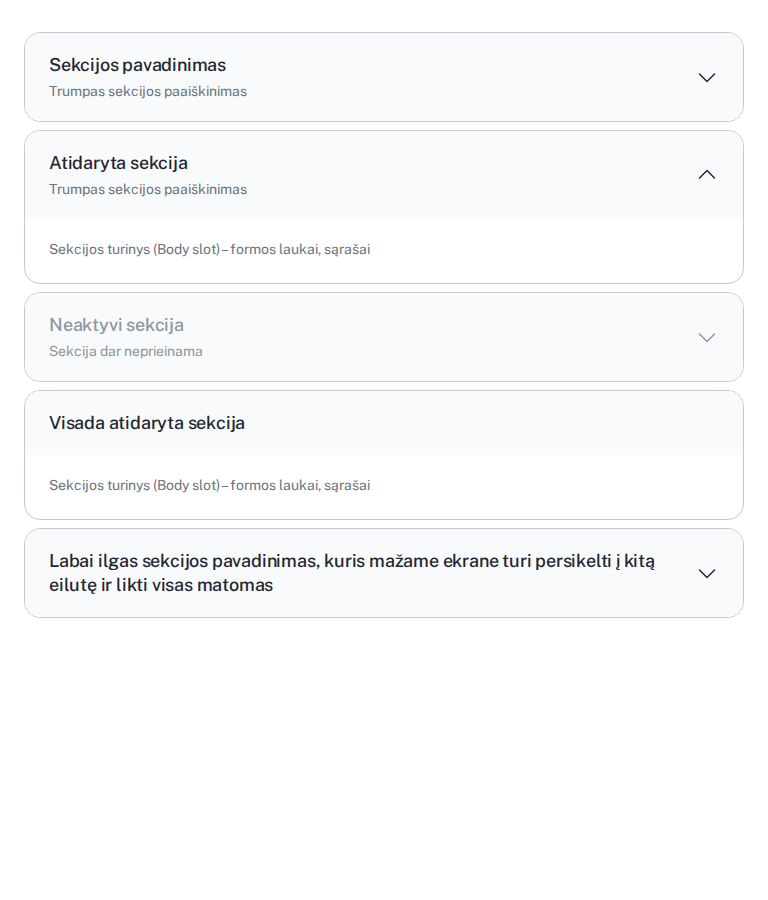 Sekcijos pavadinimas
Trumpas sekcijos paaiškinimas
Atidaryta sekcija
Trumpas sekcijos paaiškinimas
Sekcijos turinys (Body slot) – formos laukai, sąrašai
Neaktyvi sekcija
Sekcija dar neprieinama
Visada atidaryta sekcija
Sekcijos turinys (Body slot) – formos laukai, sąrašai
Labai ilgas sekcijos pavadinimas, kuris mažame ekrane turi persikelti į kitą
eilutę ir likti visas matomas